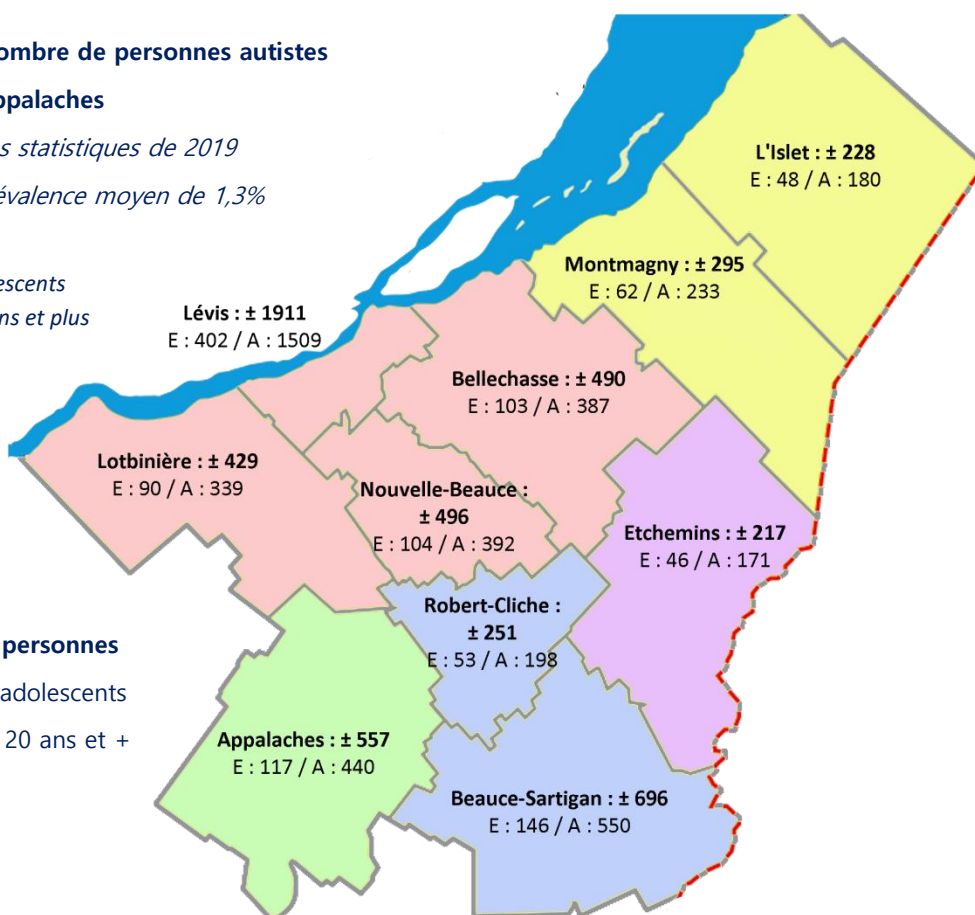 ombre de personnes autistes
ppalaches
s statistiques de 2019
évalence moyen de 1,3%
escents
ns et plus
L'Islet : ± 228
E : 48 / A : 180
Montmagny : ± 295
E : 62 / A : 233
Lévis : ± 1911
E : 402 / A : 1509
Bellechasse : ± 490
E : 103 / A : 387
Lotbinière : ± 429
E : 90 / A : 339
Nouvelle-Beauce :
± 496
E : 104 / A : 392
Etchemins : ± 217
E : 46 / A : 171
Robert-Cliche :
± 251
E : 53 / A : 198
personnes
adolescents
20 ans et +
Appalaches : ± 557
E : 117 / A : 440
Beauce-Sartigan : ± 696
E : 146 / A : 550